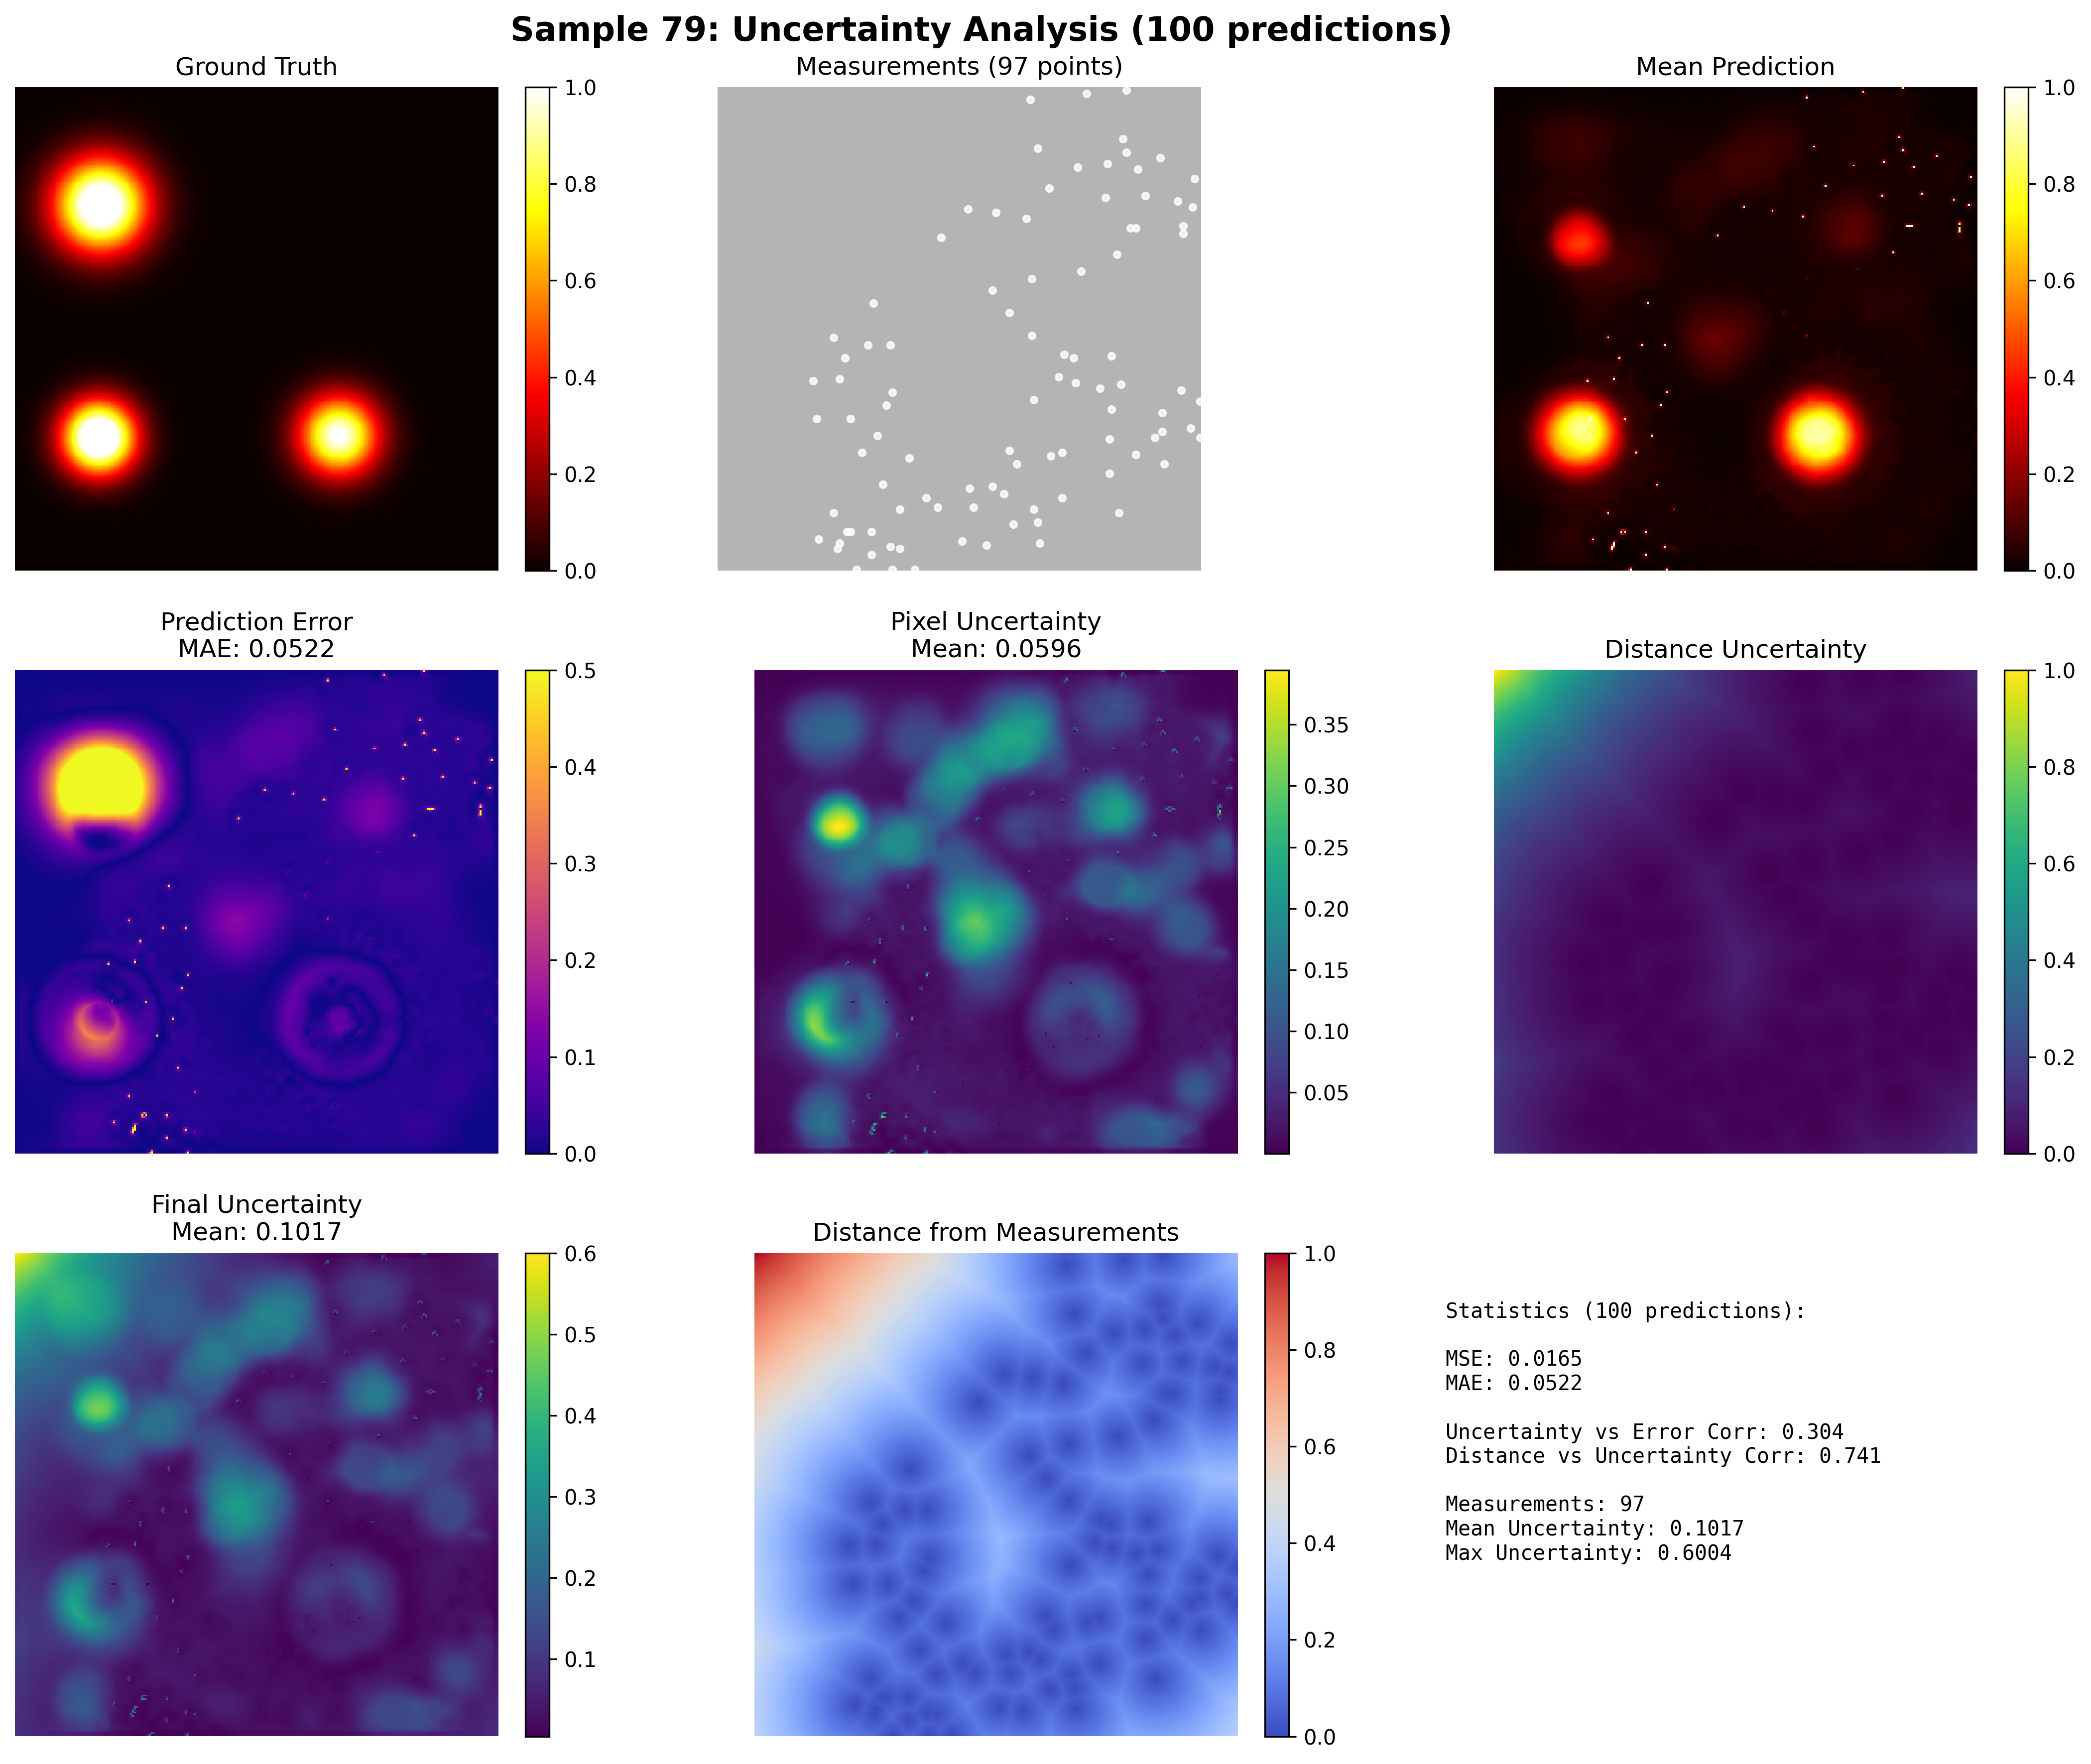 Sample 79: Uncertainty Analysis (100 predictions)
Ground Truth
1.0
0.8
0.6
0.4
0.2
0.0
Measurements (97 points)
Mean Prediction
1.0
0.8
0.6
0.4
0.2
0.0
Prediction Error
MAE: 0.0522
0.5
0.4
0.3
0.2
0.1
0.0
Pixel Uncertainty
Mean: 0.0596
0.35
0.30
0.25
0.20
0.15
0.10
0.05
Distance Uncertainty
1.0
0.8
0.6
0.4
0.2
0.0
Final Uncertainty
Mean: 0.1017
0.6
0.5
0.4
0.3
0.2
0.1
Distance from Measurements
1.0
0.8
0.6
0.4
0.2
0.0
Statistics (100 predictions):
MSE: 0.0165
MAE: 0.0522
Uncertainty vs Error Corr: 0.304
Distance vs Uncertainty Corr: 0.741
Measurements: 97
Mean Uncertainty: 0.1017
Max Uncertainty: 0.6004